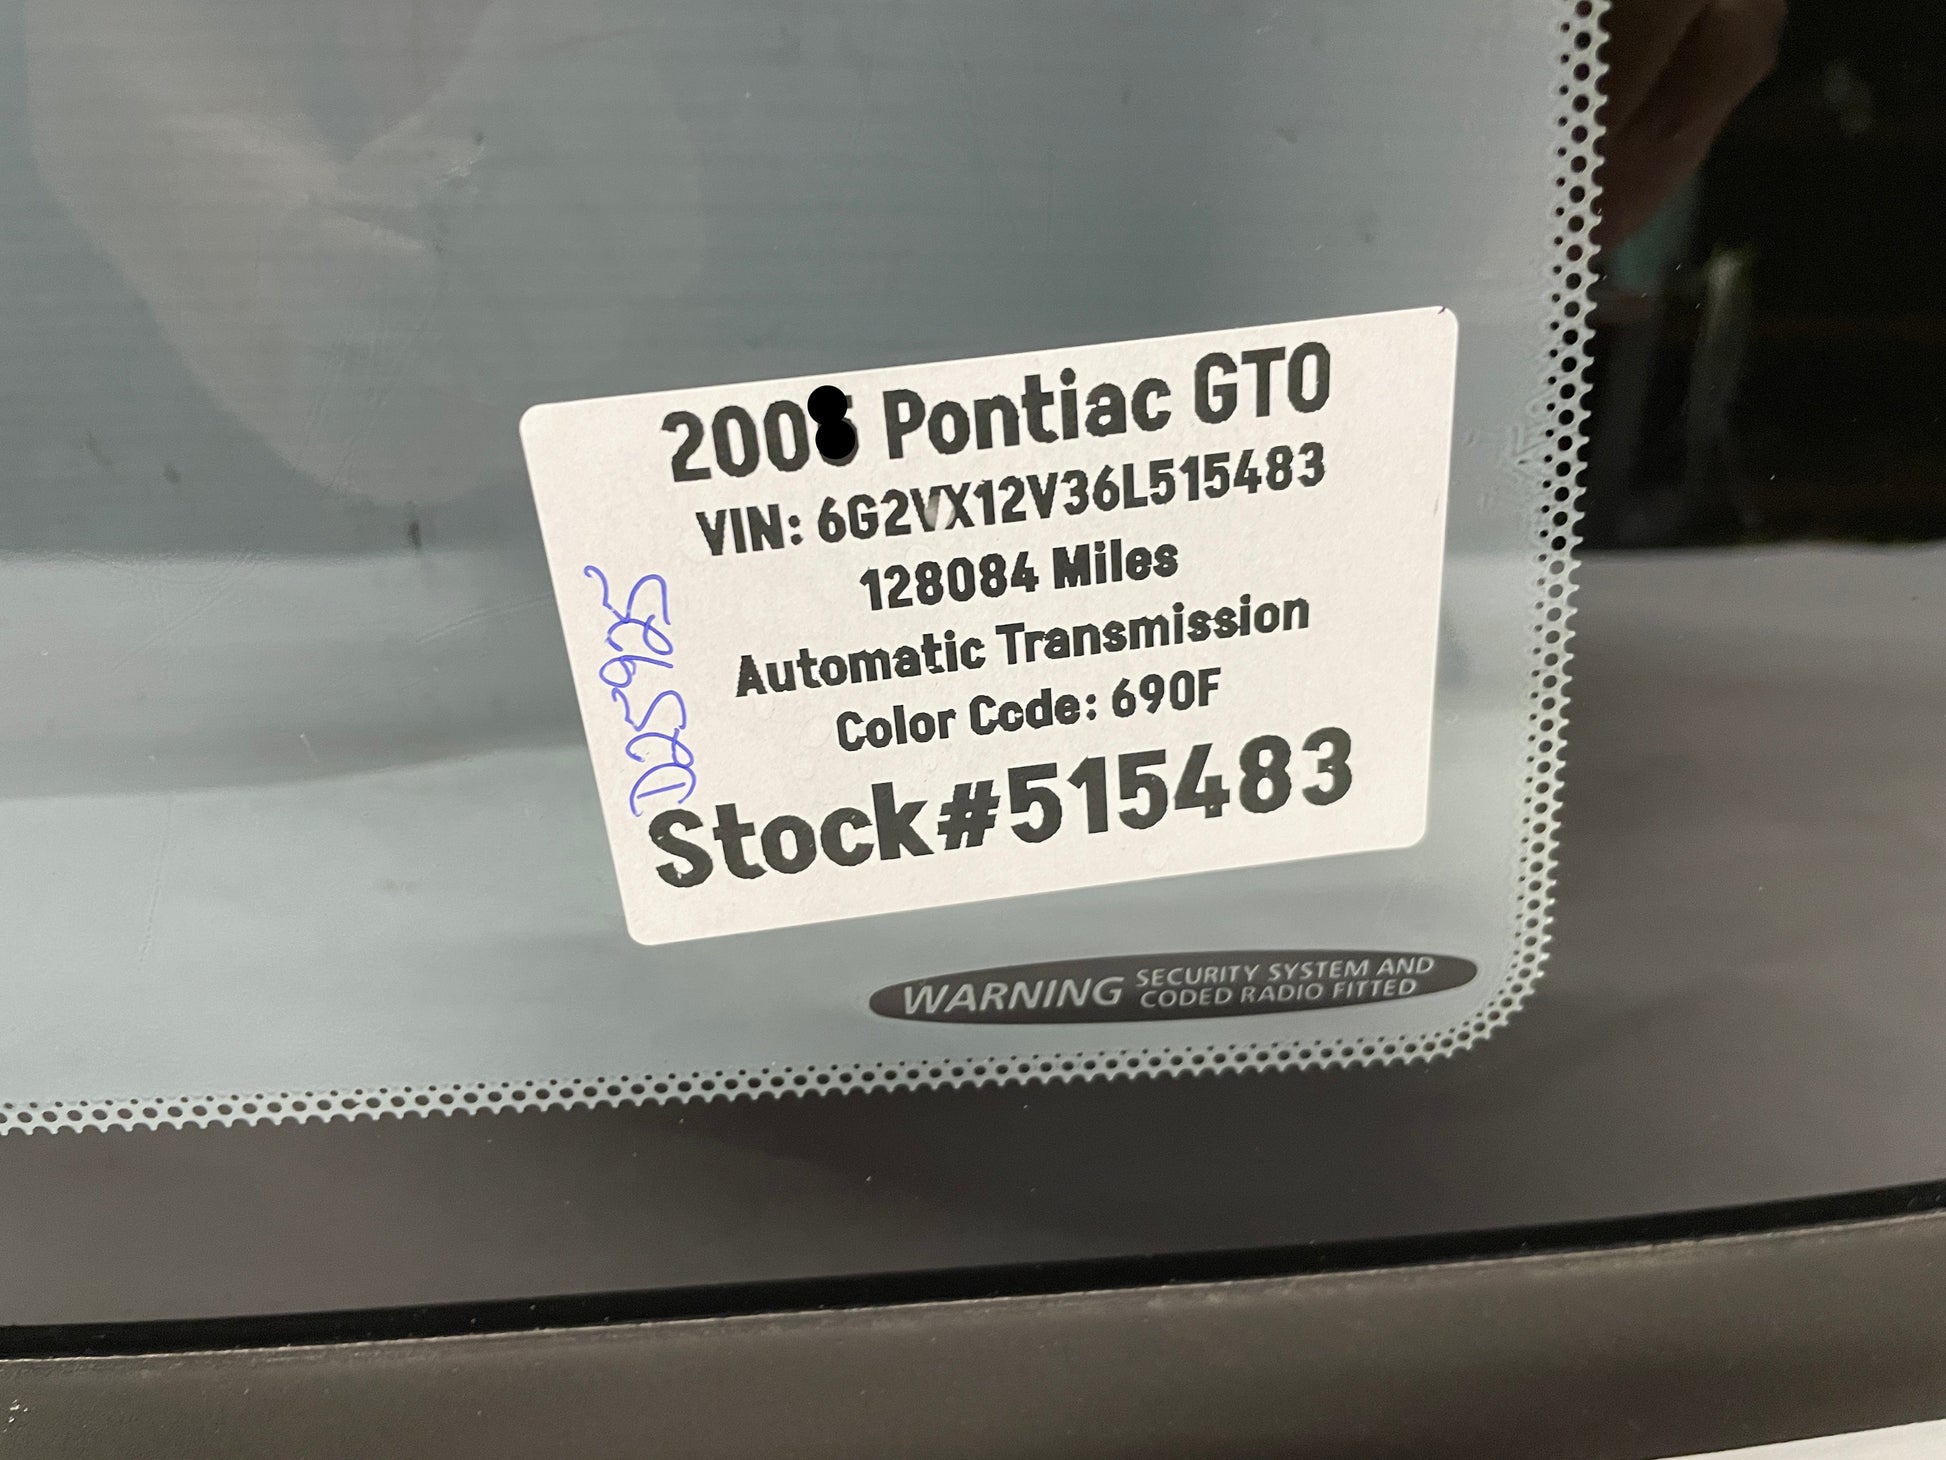 Pontiac GTO
VIN: 6G2VX12V36L515483
128084 Miles
Automatic Transmission
Color Code: 690F
Stock#515483
D25925
WARNING SECURITY SYSTEM AND
CODED RADIO FITTED